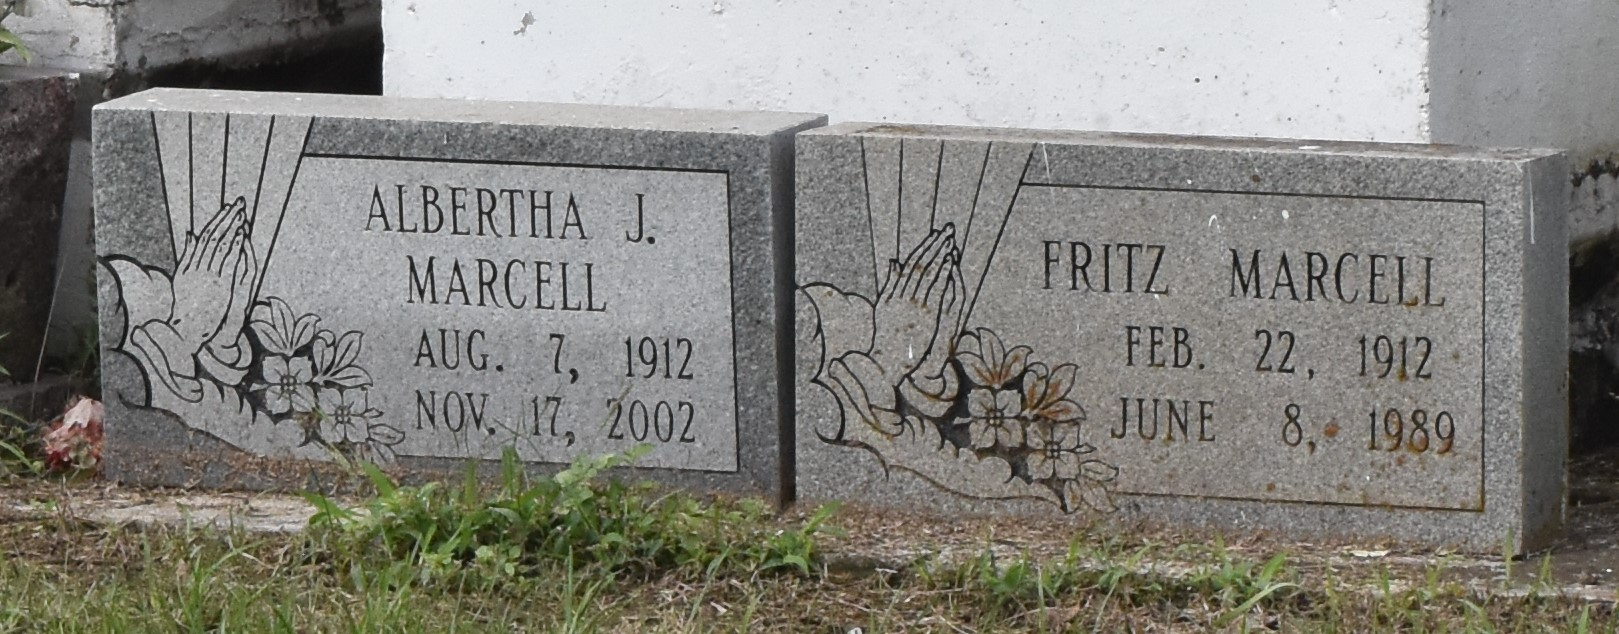 ALBERTHA J.
MARCELL
AUG. 7, 1912
NOV. 17, 2002
FRITZ MARCELL
FEB. 22, 1912
JUNE 8, 1989